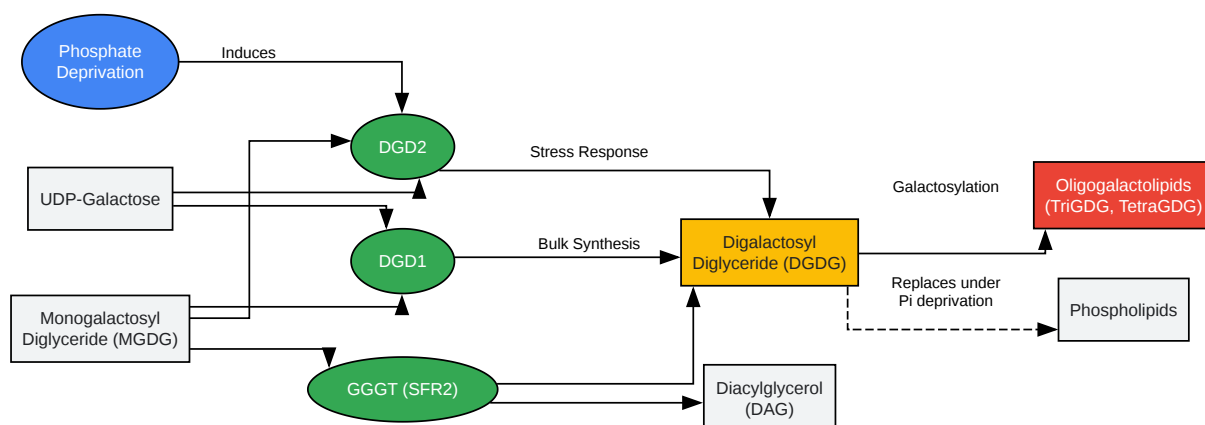 Phosphate
Deprivation
Induces
DGD2
Stress Response
UDP-Galactose
Galactosylation
Oligogalactolipids
(TriGDG, TetraGDG)
DGD1
Bulk Synthesis
Digalactosyl
Diglyceride (DGDG)
Replaces under
Pi deprivation
Phospholipids
Monogalactosyl
Diglyceride (MGDG)
GGGT (SFR2)
Diacylglycerol
(DAG)